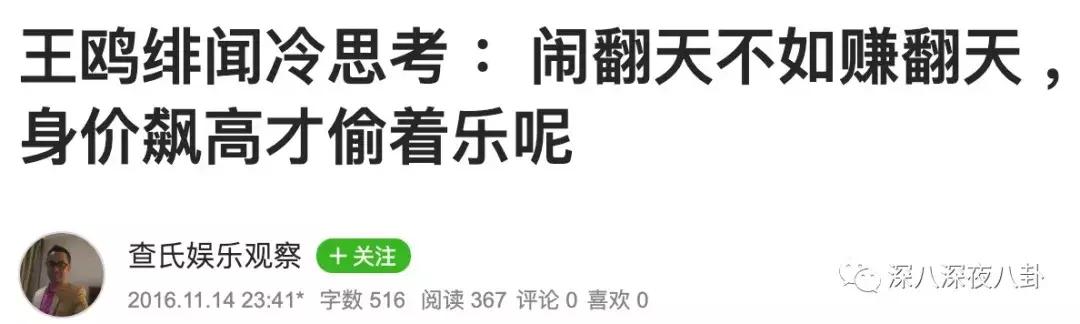 王鸥绯闻冷思考： 闹翻天不如赚翻天，
身价飙高才偷着乐呢
查氏娱乐观察 +关注
2016.11.14 23:41* 字数 516 阅读 367 评论 0 喜欢 0
深八深夜八卦